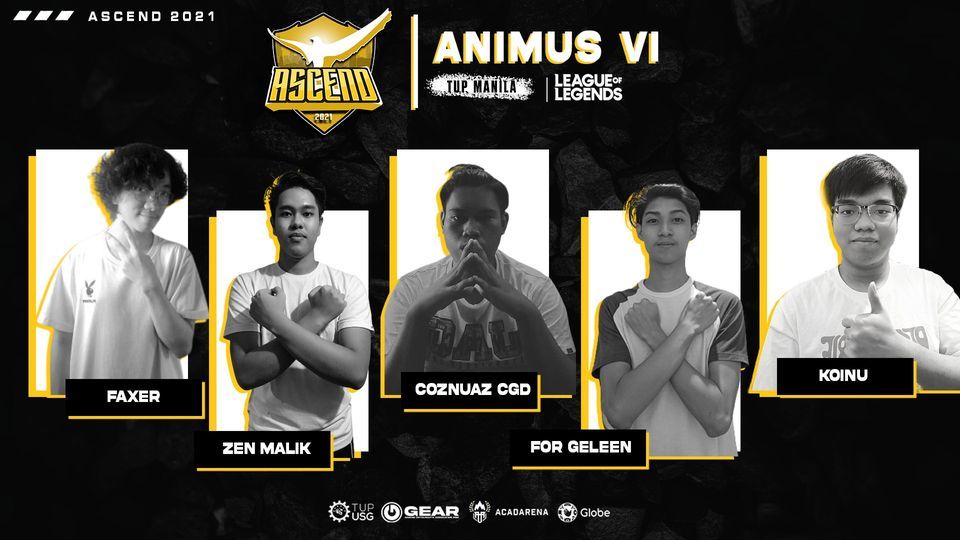 ASCEND 2021
ASCEND
2021
ANIMUS VI
TUP MANILA
LEAGUE OF
LEGENDS
FAXER
ZEN MALIK
COZNUAZ CGD
FOR GELEEN
KOINU
TUP
USG
GEAR
ACADARENA
Globe